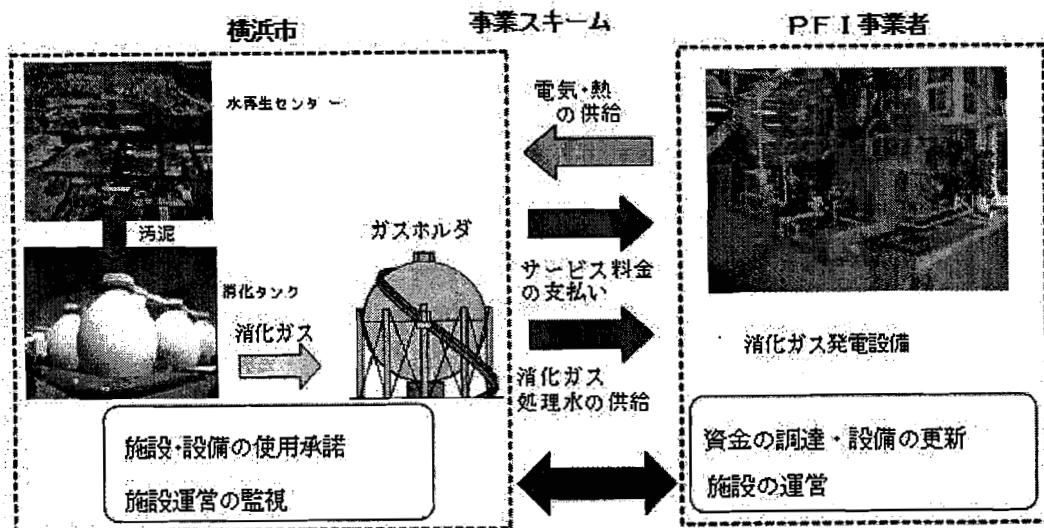 事業スキーム
横浜市
水再生センター
汚泥
消化タンク
消化ガス
ガスホルダ
施設・設備の使用承諾
施設運営の監視
電気・熱
の供給
サービス料金
の支払い
消化ガス
処理水の供給
PFI事業者
消化ガス発電設備
資金の調達・設備の更新
施設の運営